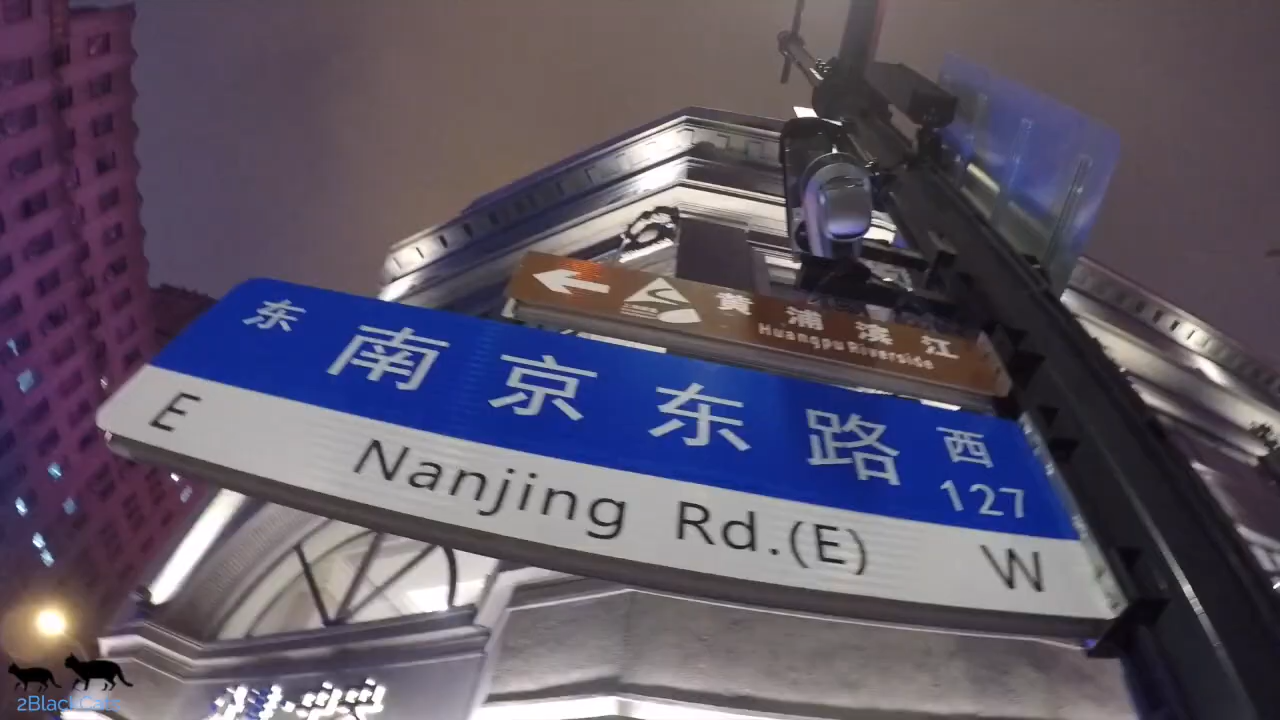 黄浦滨江
Huangpu Riverside
东 南京东路 西
127
E Nanjing Rd.(E) W
2BlackCats